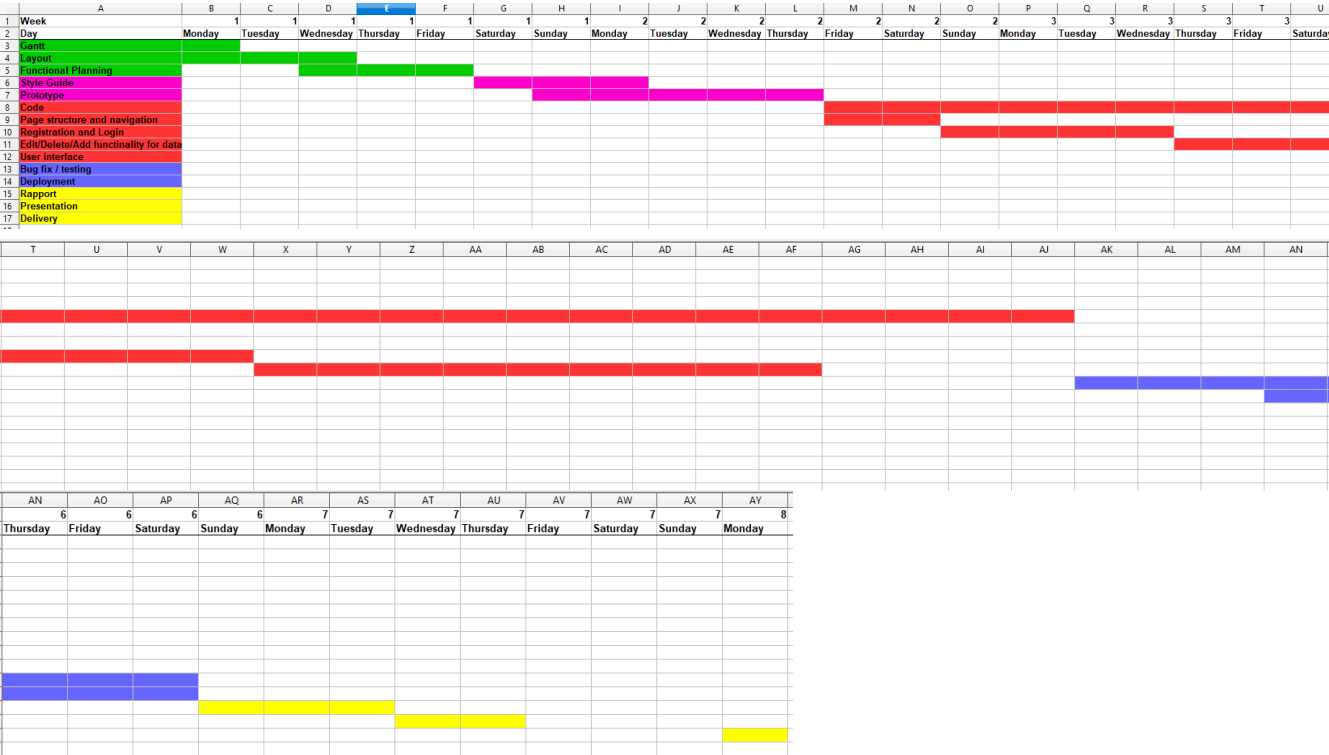 A B C D E F G H I J K L M N O P Q R S T U
1 Week 1 1 1 1 1 1 1 2 2 2 2 2 2 2 3 3 3 3 3
2 Day Monday Tuesday Wednesday Thursday Friday Saturday Sunday Monday Tuesday Wednesday Thursday Friday Saturday Sunday Monday Tuesday Wednesday Thursday Friday Saturday
3 Gantt
4 Layout
5 Functional Planning
6 Style Guide
7 Prototype
8 Code
9 Page structure and navigation
10 Registration and Login
11 Edit/Delete/Add functinality for data
12 User interface
13 Bug fix / testing
14 Deployment
15 Rapport
16 Presentation
17 Delivery
T U V W X Y Z AA AB AC AD AE AF AG AH AI AJ AK AL AM AN
AN AO AP AQ AR AS AT AU AV AW AX AY
6 6 6 6 7 7 7 7 7 7 7 8
Thursday Friday Saturday Sunday Monday Tuesday Wednesday Thursday Friday Saturday Sunday Monday